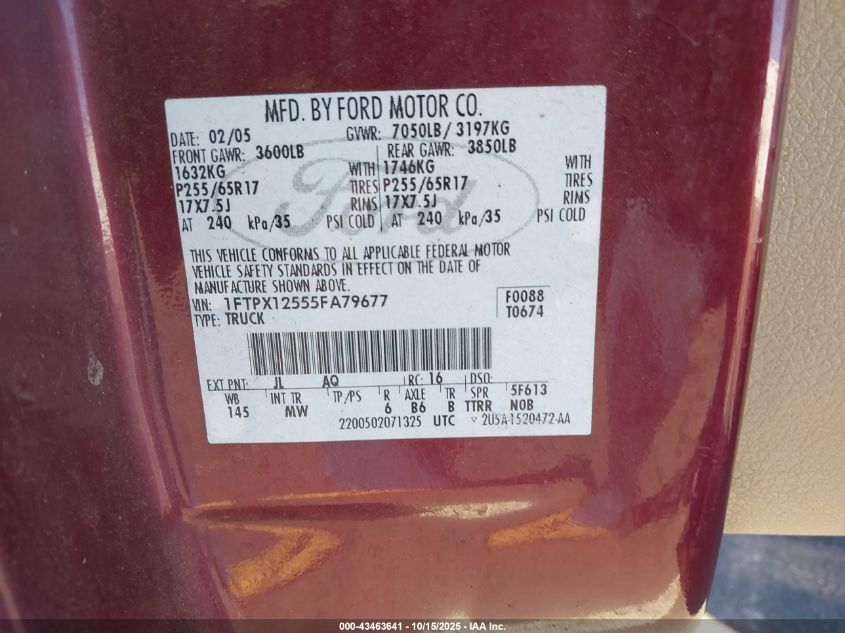 MFD. BY FORD MOTOR CO.
DATE: 02/05 GVWR: 7050LB/ 3197KG
FRONT GAWR: 3600LB REAR GAWR: 3850LB
1632KG WITH 1746KG WITH
P255/65R17 TIRES P255/65R17 TIRES
17X7.5J RIMS 17X7.5J RIMS
AT 240 kPa/35 PSI COLD AT 240 kPa/35 PSI COLD
Ford
THIS VEHICLE CONFORMS TO ALL APPLICABLE FEDERAL MOTOR
VEHICLE SAFETY STANDARDS IN EFFECT ON THE DATE OF
MANUFACTURE SHOWN ABOVE.
VIN: 1FTPX12555FA79677 F0088
TYPE: TRUCK T0674
EXT PNT: JL AQ RC: 16 DSO:
WB INT TR TP/PS R AXLE TR SPR 5F613
145 MW 6 B6 B TTRR NOB
2200502071325 UTC ▽ 2U5A-1520472-AA
000-43463641 - 10/15/2025 - IAA Inc.